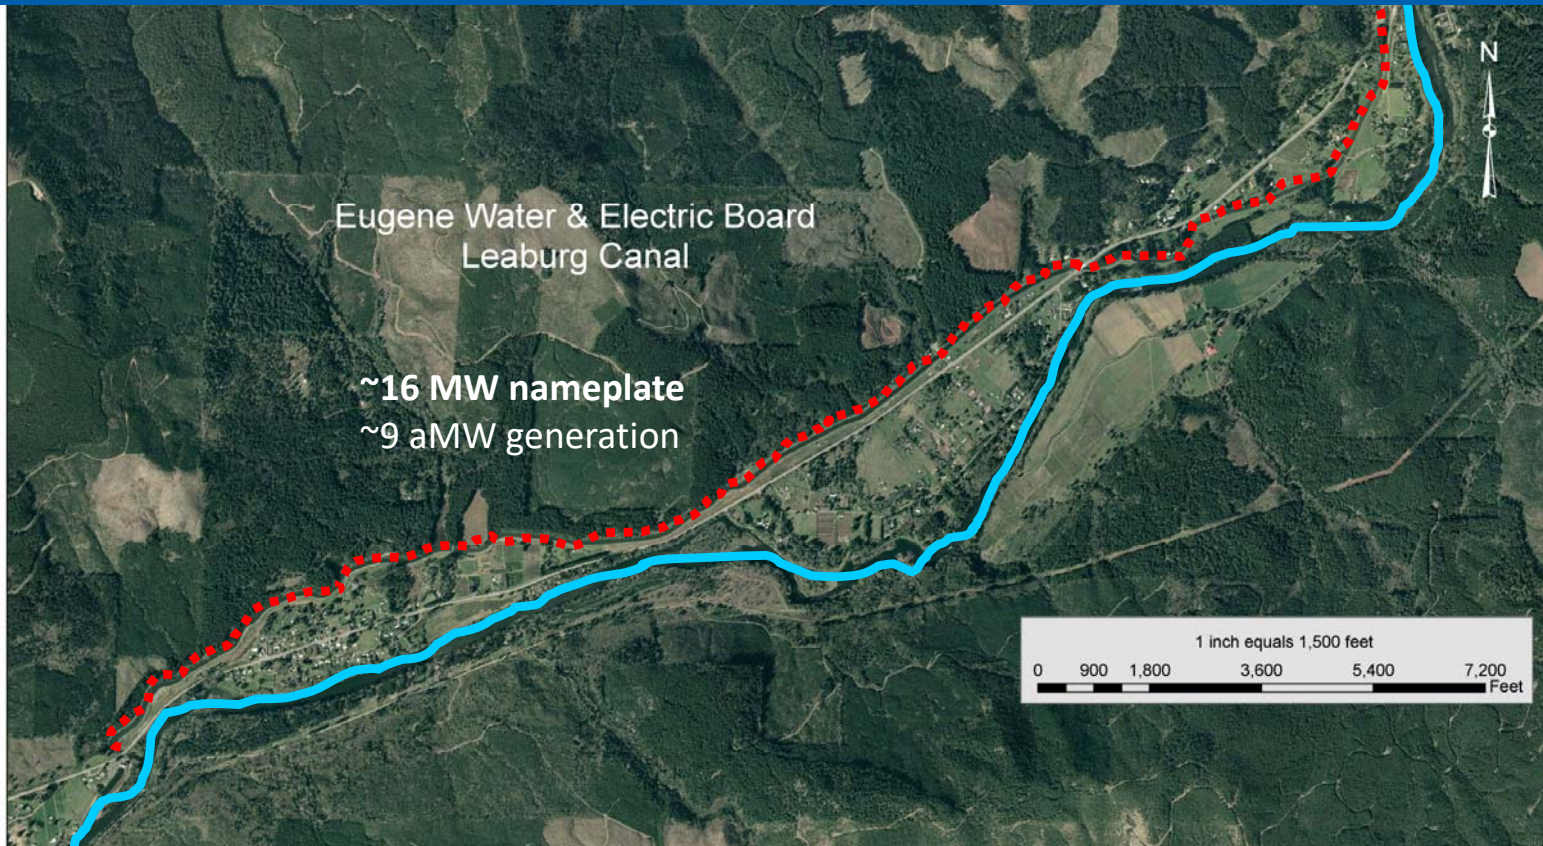 N
Eugene Water & Electric Board
Leaburg Canal
~16 MW nameplate
~9 aMW generation
1 inch equals 1,500 feet
0 900 1,800 3,600 5,400 7,200
Feet